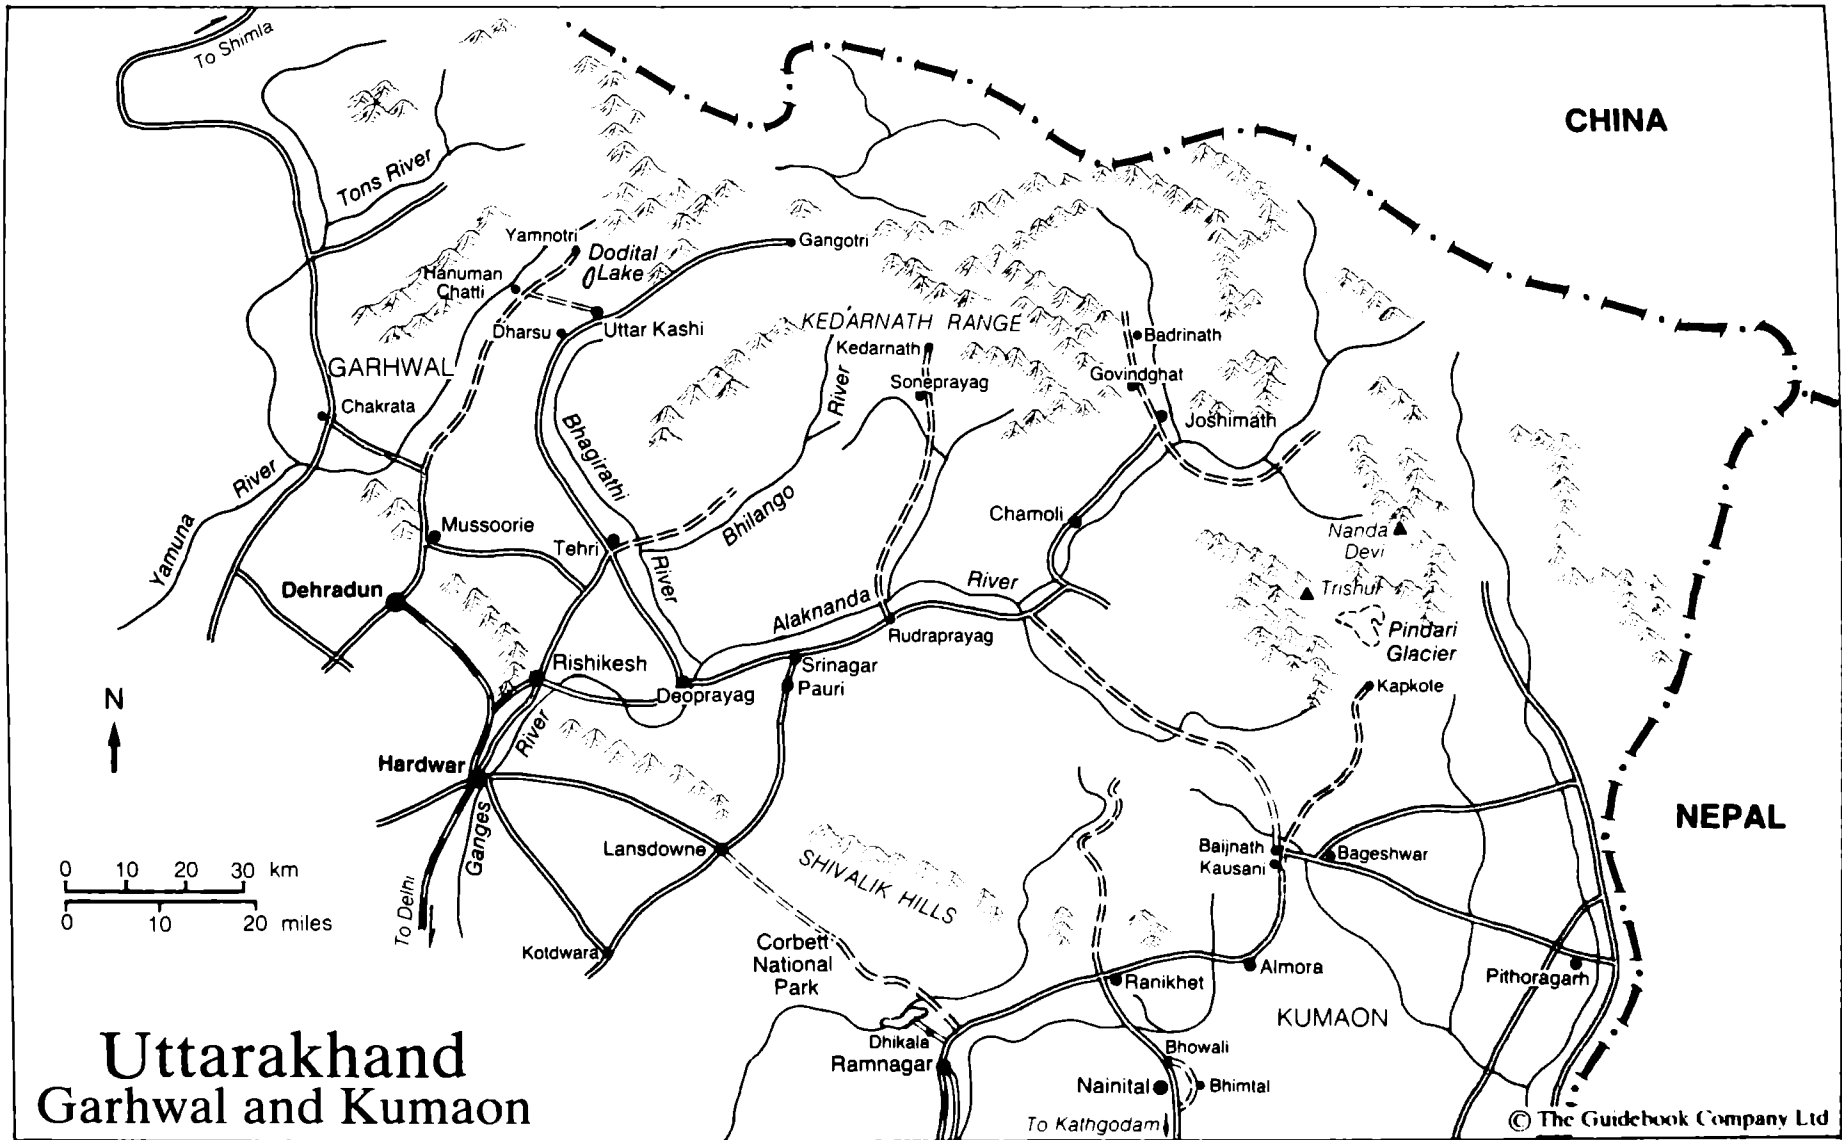 To Shimla
CHINA
Tons River
Yamnotri
Dodital
Lake
Gangotri
Hanuman
Chatti
Dharsu
Uttar Kashi
KEDARNATH RANGE
Badrinath
Kedarnath
GARHWAL
Soneprayag
Govindghat
River
Chakrata
Joshimath
Bhagirathi
River
Yamuna
Bhilango
Chamoli
Mussoorie
Nanda
Devi
Tehri
River
Dehradun
Trishul
River
Alaknanda
Rudraprayag
Pindari
Glacier
Rishikesh
Srinagar
Deoprayag
Pauri
Kapkote
N
River
Hardwar
NEPAL
Ganges
Lansdowne
SHIVALIK HILLS
Baijnath
Kausani
Bageshwar
0 10 20 30 km
0 10 20 miles
To Delhi
Kotdwara
Corbett
National
Park
Ranikhet
Almora
Pithoragarh
KUMAON
Dhikala
Ramnagar
Bhowali
Nainital
Bhimtal
To Kathgodam
Uttarakhand
Garhwal and Kumaon
© The Guidebook Company Ltd